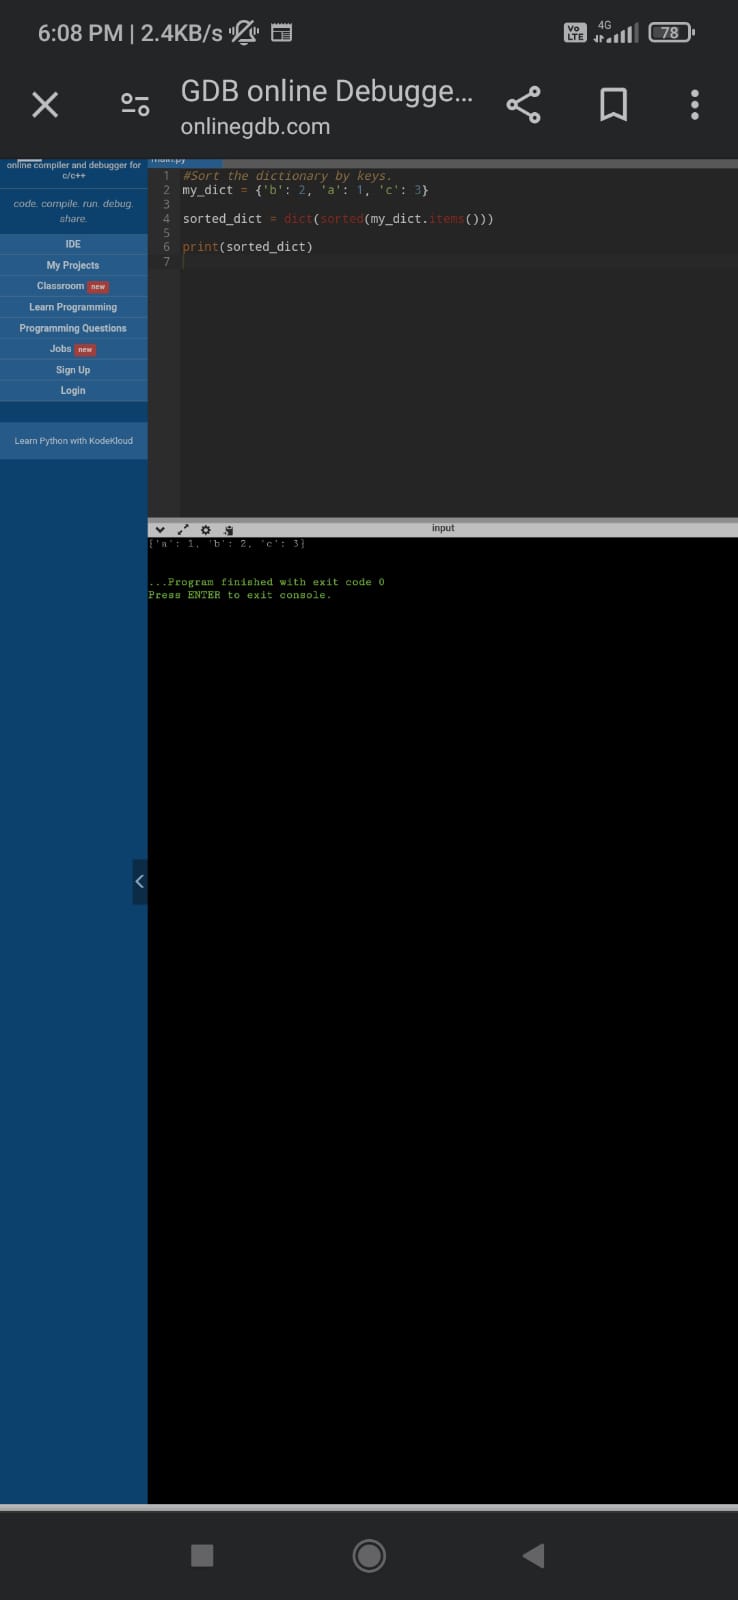 6:08 PM | 2.4KB/s
Vo LTE 4G 78
GDB online Debugge...
onlinegdb.com
online compiler and debugger for
c/c++
code. compile. run. debug.
share.
IDE
My Projects
Classroom new
Learn Programming
Programming Questions
Jobs new
Sign Up
Login
Learn Python with KodeKloud
main.py
1 #Sort the dictionary by keys.
2 my_dict = {'b': 2, 'a': 1, 'c': 3}
3
4 sorted_dict = dict(sorted(my_dict.items()))
5
6 print(sorted_dict)
7
input
{'a': 1, 'b': 2, 'c': 3}
...Program finished with exit code 0
Press ENTER to exit console.